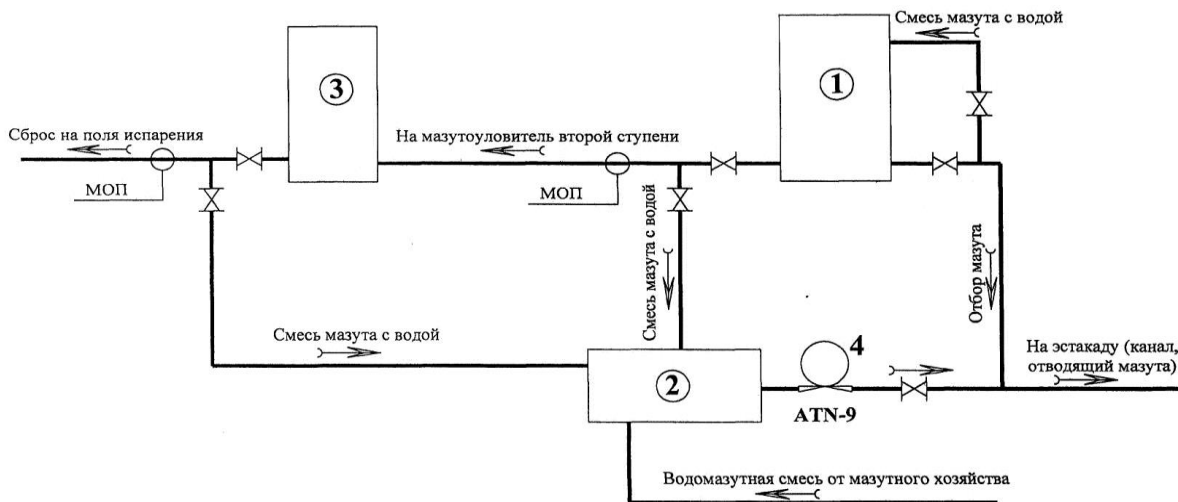 Смесь мазута с водой
3
1
Сброс на поля испарения
На мазутоуловитель второй ступени
МОП
МОП
Смесь мазута с водой
Отбор мазута
Смесь мазута с водой
4
На эстакаду (канал,
отводящий мазута)
2
ATN-9
Водомазутная смесь от мазутного хозяйства